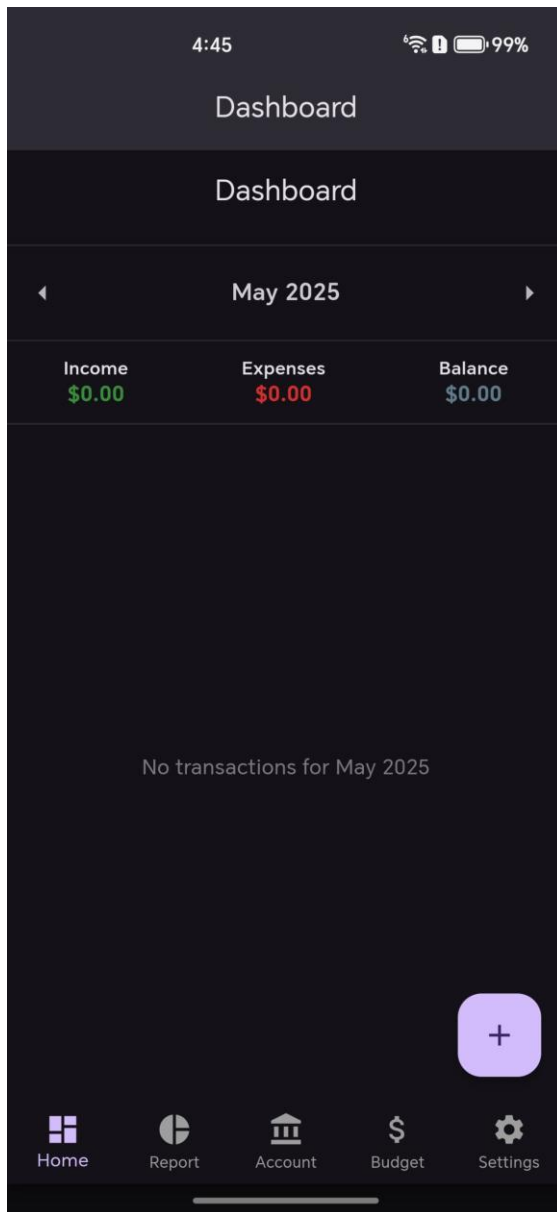 4:45 6 ! 99%
Dashboard
Dashboard
May 2025
Income Expenses Balance
$0.00 $0.00 $0.00
No transactions for May 2025
+
$
Home Report Account Budget Settings